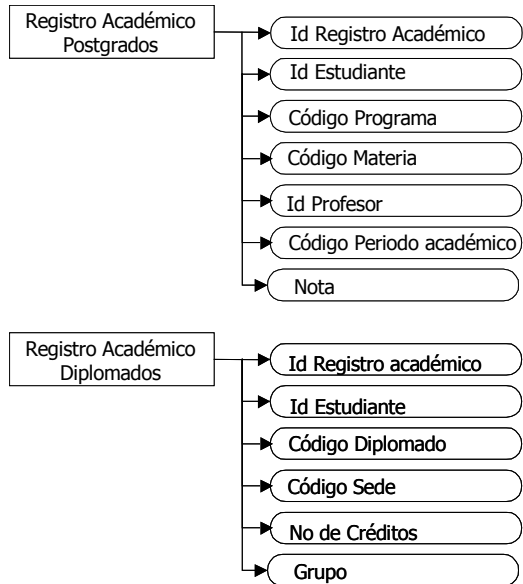 Registro Académico
Postgrados
Id Registro Académico
Id Estudiante
Código Programa
Código Materia
Id Profesor
Código Periodo académico
Nota
Registro Académico
Diplomados
Id Registro académico
Id Estudiante
Código Diplomado
Código Sede
No de Créditos
Grupo